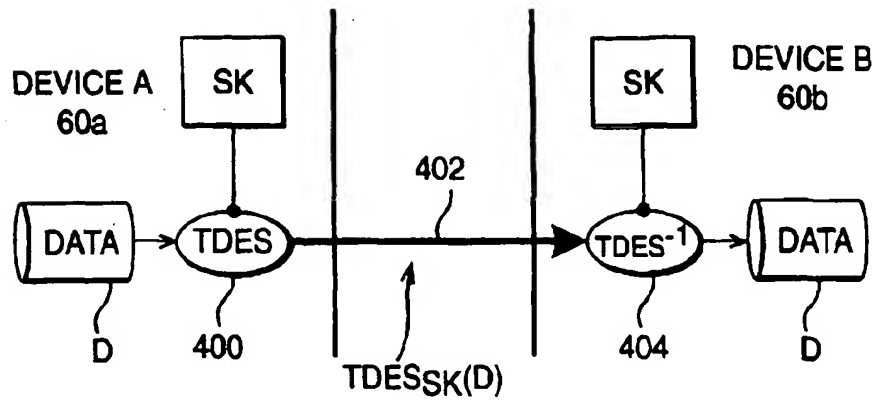 DEVICE A
60a
SK
SK
DEVICE B
60b
402
DATA
TDES
TDES-1
DATA
D
400
TDESSK(D)
404
D